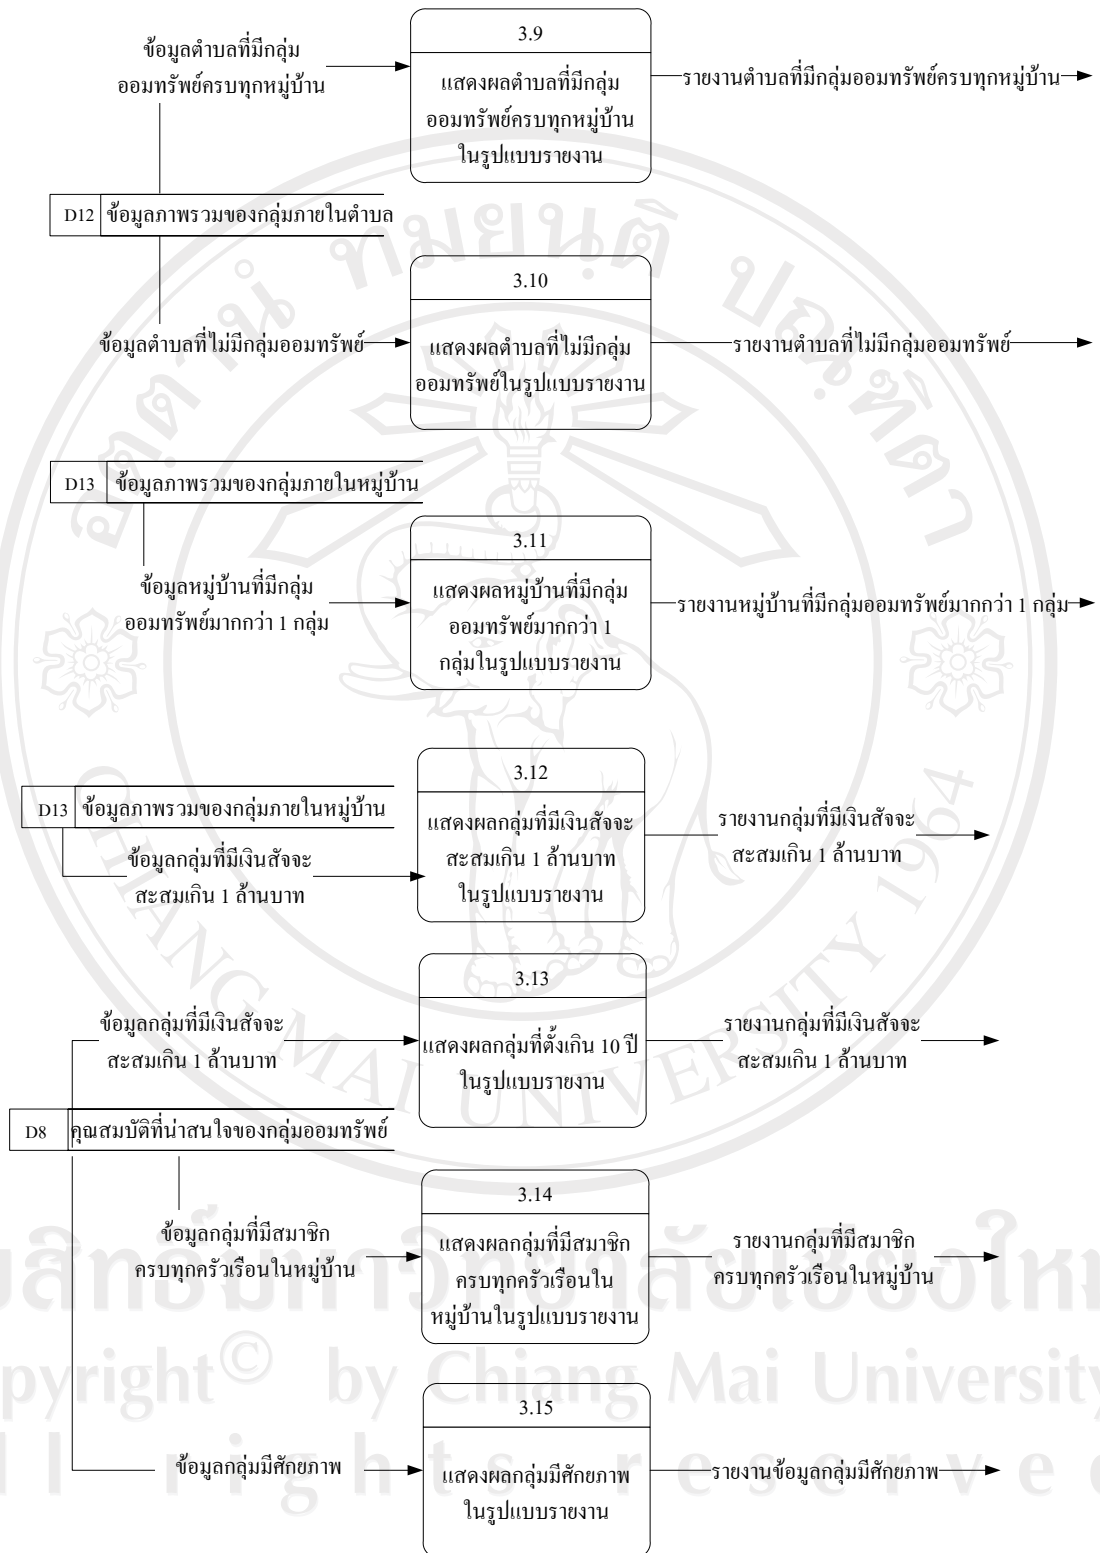 3.9
ข้อมูลตำบลที่มีกลุ่ม
ออมทรัพย์ครบทุกหมู่บ้าน
แสดงผลตำบลที่มีกลุ่ม
ออมทรัพย์ครบทุกหมู่บ้าน
ในรูปแบบรายงาน
รายงานตำบลที่มีกลุ่มออมทรัพย์ครบทุกหมู่บ้าน
D12 ข้อมูลภาพรวมของกลุ่มภายในตำบล
3.10
ข้อมูลตำบลที่ไม่มีกลุ่มออมทรัพย์
แสดงผลตำบลที่ไม่มีกลุ่ม
ออมทรัพย์ในรูปแบบรายงาน
รายงานตำบลที่ไม่มีกลุ่มออมทรัพย์
D13 ข้อมูลภาพรวมของกลุ่มภายในหมู่บ้าน
3.11
ข้อมูลหมู่บ้านที่มีกลุ่ม
ออมทรัพย์มากกว่า 1 กลุ่ม
แสดงผลหมู่บ้านที่มีกลุ่ม
ออมทรัพย์มากกว่า 1
กลุ่มในรูปแบบรายงาน
รายงานหมู่บ้านที่มีกลุ่มออมทรัพย์มากกว่า 1 กลุ่ม
3.12
D13 ข้อมูลภาพรวมของกลุ่มภายในหมู่บ้าน
ข้อมูลกลุ่มที่มีเงินสัจจะ
สะสมเกิน 1 ล้านบาท
แสดงผลกลุ่มที่มีเงินสัจจะ
สะสมเกิน 1 ล้านบาท
ในรูปแบบรายงาน
รายงานกลุ่มที่มีเงินสัจจะ
สะสมเกิน 1 ล้านบาท
3.13
ข้อมูลกลุ่มที่มีเงินสัจจะ
สะสมเกิน 1 ล้านบาท
แสดงผลกลุ่มที่ตั้งเกิน 10 ปี
ในรูปแบบรายงาน
รายงานกลุ่มที่มีเงินสัจจะ
สะสมเกิน 1 ล้านบาท
D8 คุณสมบัติที่น่าสนใจของกลุ่มออมทรัพย์
3.14
ข้อมูลกลุ่มที่มีสมาชิก
ครบทุกครัวเรือนในหมู่บ้าน
แสดงผลกลุ่มที่มีสมาชิก
ครบทุกครัวเรือนใน
หมู่บ้านในรูปแบบรายงาน
รายงานกลุ่มที่มีสมาชิก
ครบทุกครัวเรือนในหมู่บ้าน
3.15
ข้อมูลกลุ่มมีศักยภาพ
แสดงผลกลุ่มมีศักยภาพ
ในรูปแบบรายงาน
รายงานข้อมูลกลุ่มมีศักยภาพ
อตฺตานํ ทมยนฺติ ปณฺฑิตา
CHIANG MAI UNIVERSITY 1964
pyright© by Chiang Mai University
ll rights reserve